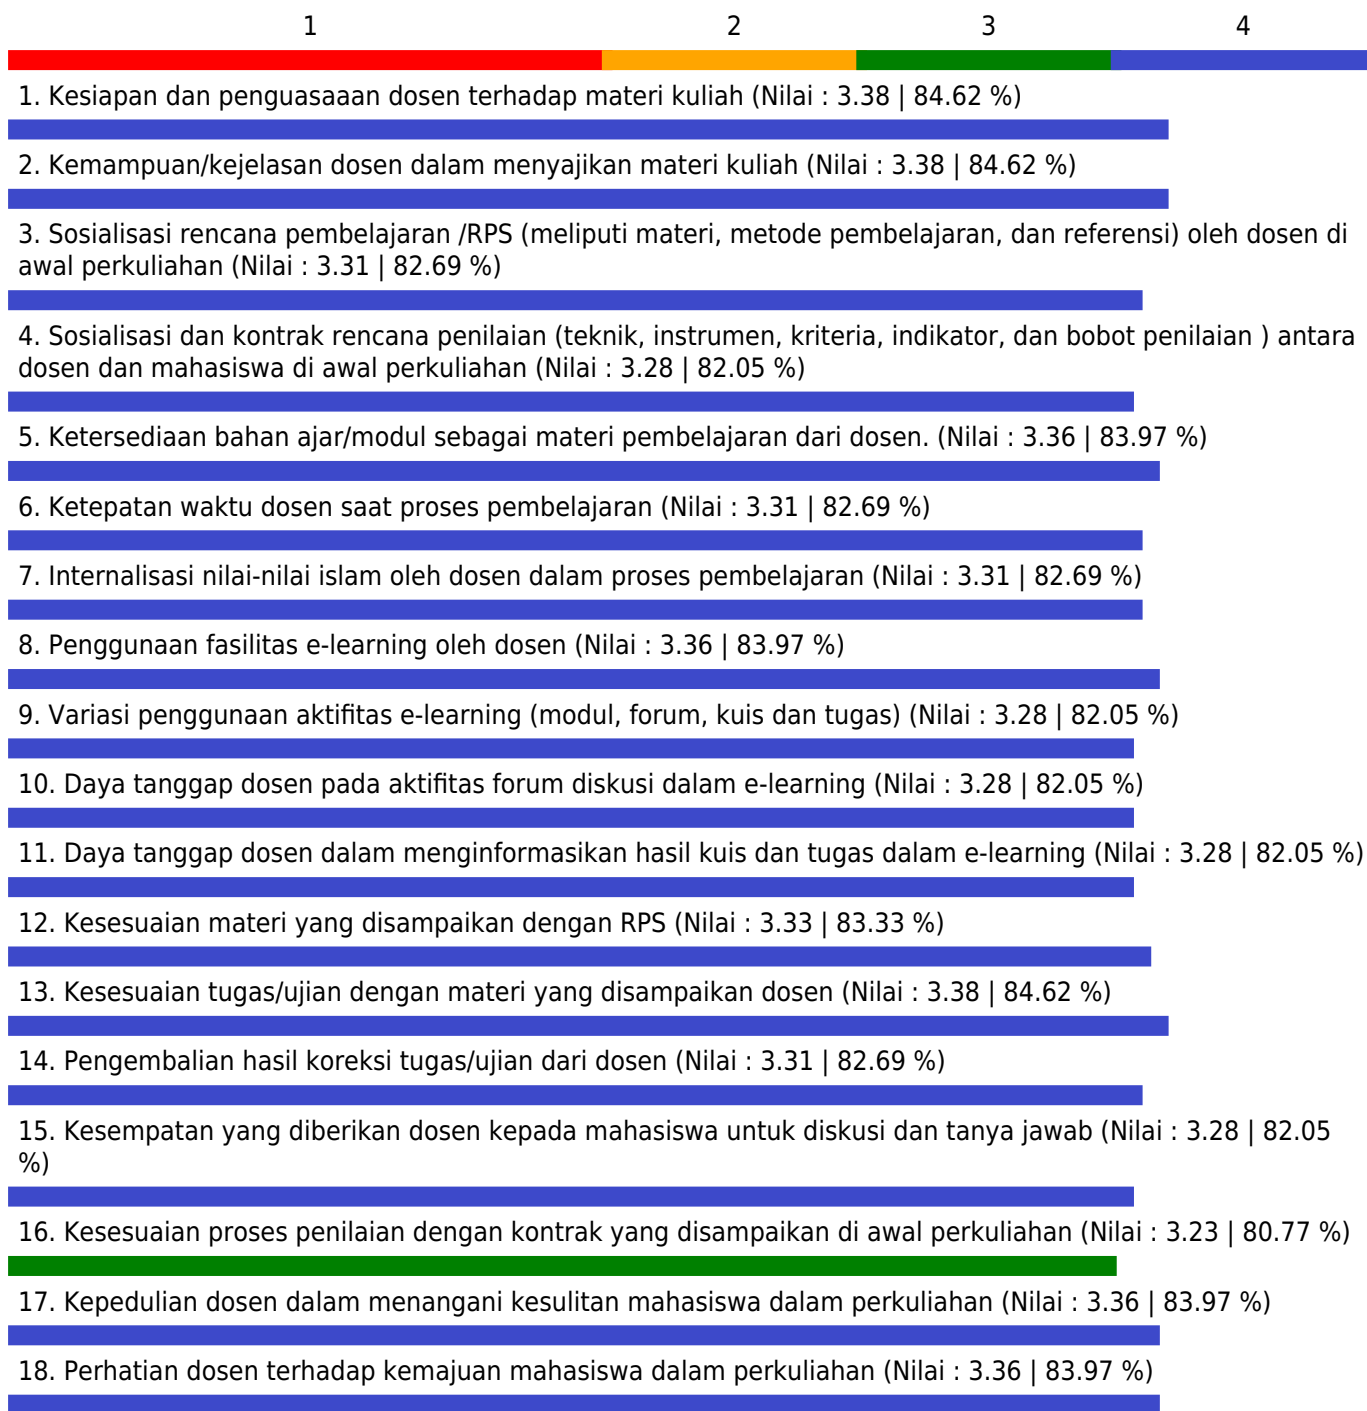 1 2 3 4
1. Kesiapan dan penguasaaan dosen terhadap materi kuliah (Nilai : 3.38 | 84.62 %)
2. Kemampuan/kejelasan dosen dalam menyajikan materi kuliah (Nilai : 3.38 | 84.62 %)
3. Sosialisasi rencana pembelajaran /RPS (meliputi materi, metode pembelajaran, dan referensi) oleh dosen di
awal perkuliahan (Nilai : 3.31 | 82.69 %)
4. Sosialisasi dan kontrak rencana penilaian (teknik, instrumen, kriteria, indikator, dan bobot penilaian ) antara
dosen dan mahasiswa di awal perkuliahan (Nilai : 3.28 | 82.05 %)
5. Ketersediaan bahan ajar/modul sebagai materi pembelajaran dari dosen. (Nilai : 3.36 | 83.97 %)
6. Ketepatan waktu dosen saat proses pembelajaran (Nilai : 3.31 | 82.69 %)
7. Internalisasi nilai-nilai islam oleh dosen dalam proses pembelajaran (Nilai : 3.31 | 82.69 %)
8. Penggunaan fasilitas e-learning oleh dosen (Nilai : 3.36 | 83.97 %)
9. Variasi penggunaan aktifitas e-learning (modul, forum, kuis dan tugas) (Nilai : 3.28 | 82.05 %)
10. Daya tanggap dosen pada aktifitas forum diskusi dalam e-learning (Nilai : 3.28 | 82.05 %)
11. Daya tanggap dosen dalam menginformasikan hasil kuis dan tugas dalam e-learning (Nilai : 3.28 | 82.05 %)
12. Kesesuaian materi yang disampaikan dengan RPS (Nilai : 3.33 | 83.33 %)
13. Kesesuaian tugas/ujian dengan materi yang disampaikan dosen (Nilai : 3.38 | 84.62 %)
14. Pengembalian hasil koreksi tugas/ujian dari dosen (Nilai : 3.31 | 82.69 %)
15. Kesempatan yang diberikan dosen kepada mahasiswa untuk diskusi dan tanya jawab (Nilai : 3.28 | 82.05
%)
16. Kesesuaian proses penilaian dengan kontrak yang disampaikan di awal perkuliahan (Nilai : 3.23 | 80.77 %)
17. Kepedulian dosen dalam menangani kesulitan mahasiswa dalam perkuliahan (Nilai : 3.36 | 83.97 %)
18. Perhatian dosen terhadap kemajuan mahasiswa dalam perkuliahan (Nilai : 3.36 | 83.97 %)